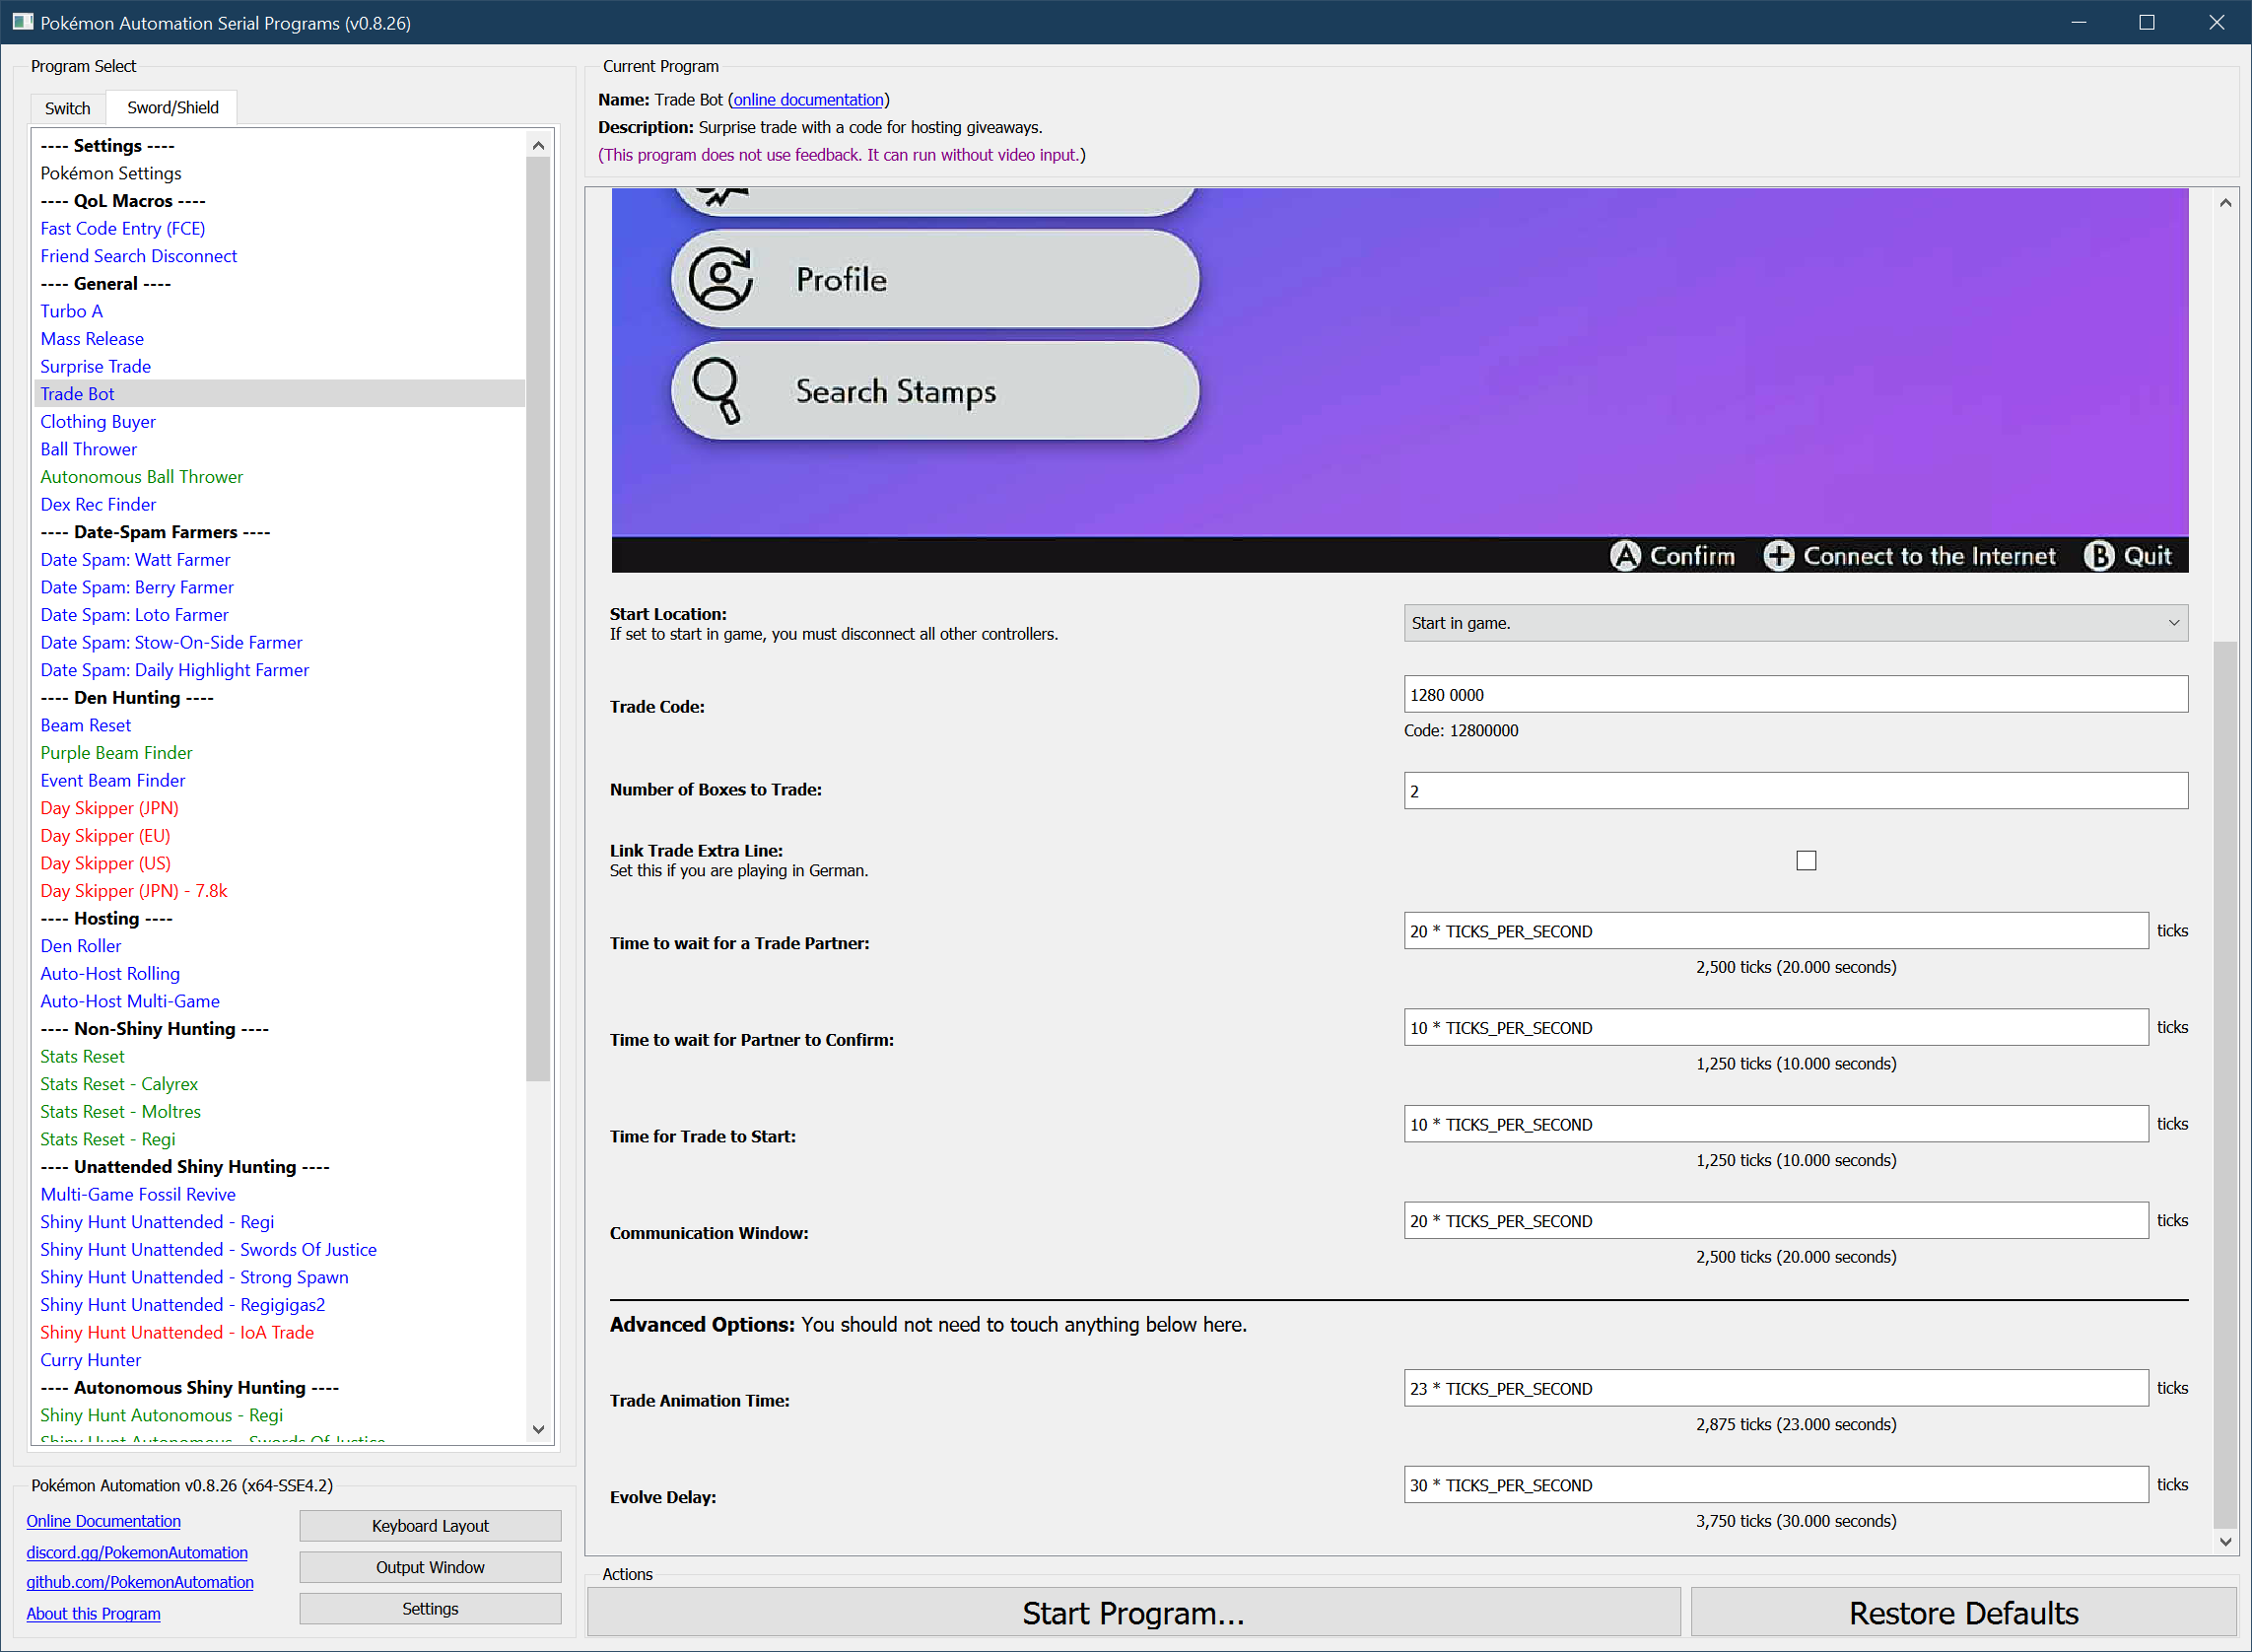 Pokémon Automation Serial Programs (v0.8.26)
Program Select
Switch
Sword/Shield
---- Settings ----
Pokémon Settings
---- QoL Macros ----
Fast Code Entry (FCE)
Friend Search Disconnect
---- General ----
Turbo A
Mass Release
Surprise Trade
Trade Bot
Clothing Buyer
Ball Thrower
Autonomous Ball Thrower
Dex Rec Finder
---- Date-Spam Farmers ----
Date Spam: Watt Farmer
Date Spam: Berry Farmer
Date Spam: Loto Farmer
Date Spam: Stow-On-Side Farmer
Date Spam: Daily Highlight Farmer
---- Den Hunting ----
Beam Reset
Purple Beam Finder
Event Beam Finder
Day Skipper (JPN)
Day Skipper (EU)
Day Skipper (US)
Day Skipper (JPN) - 7.8k
---- Hosting ----
Den Roller
Auto-Host Rolling
Auto-Host Multi-Game
---- Non-Shiny Hunting ----
Stats Reset
Stats Reset - Calyrex
Stats Reset - Moltres
Stats Reset - Regi
---- Unattended Shiny Hunting ----
Multi-Game Fossil Revive
Shiny Hunt Unattended - Regi
Shiny Hunt Unattended - Swords Of Justice
Shiny Hunt Unattended - Strong Spawn
Shiny Hunt Unattended - Regigigas2
Shiny Hunt Unattended - IoA Trade
Curry Hunter
---- Autonomous Shiny Hunting ----
Shiny Hunt Autonomous - Regi
Shiny Hunt Autonomous - Swords Of Justice
Pokémon Automation v0.8.26 (x64-SSE4.2)
Online Documentation
discord.gg/PokemonAutomation
github.com/PokemonAutomation
About this Program
Keyboard Layout
Output Window
Settings
Current Program
Name: Trade Bot (online documentation)
Description: Surprise trade with a code for hosting giveaways.
(This program does not use feedback. It can run without video input.)
Profile
Search Stamps
A Confirm + Connect to the Internet B Quit
Start Location:
If set to start in game, you must disconnect all other controllers.
Start in game.
Trade Code:
1280 0000
Code: 12800000
Number of Boxes to Trade:
2
Link Trade Extra Line:
Set this if you are playing in German.
Time to wait for a Trade Partner:
20 * TICKS_PER_SECOND ticks
2,500 ticks (20.000 seconds)
Time to wait for Partner to Confirm:
10 * TICKS_PER_SECOND ticks
1,250 ticks (10.000 seconds)
Time for Trade to Start:
10 * TICKS_PER_SECOND ticks
1,250 ticks (10.000 seconds)
Communication Window:
20 * TICKS_PER_SECOND ticks
2,500 ticks (20.000 seconds)
Advanced Options: You should not need to touch anything below here.
Trade Animation Time:
23 * TICKS_PER_SECOND ticks
2,875 ticks (23.000 seconds)
Evolve Delay:
30 * TICKS_PER_SECOND ticks
3,750 ticks (30.000 seconds)
Actions
Start Program...
Restore Defaults